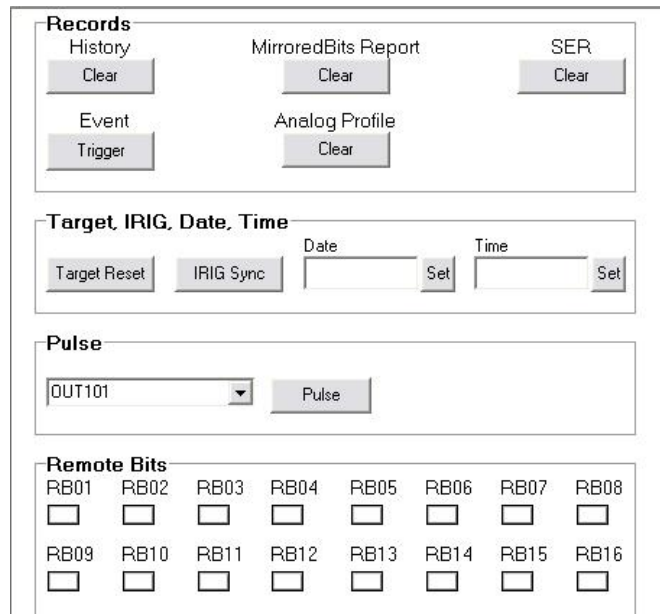 Records
History MirroredBits Report SER
Clear Clear Clear
Event Analog Profile
Trigger Clear
Target, IRIG, Date, Time
Date Time
Target Reset IRIG Sync Set Set
Pulse
OUT101 Pulse
Remote Bits
RB01 RB02 RB03 RB04 RB05 RB06 RB07 RB08
RB09 RB10 RB11 RB12 RB13 RB14 RB15 RB16